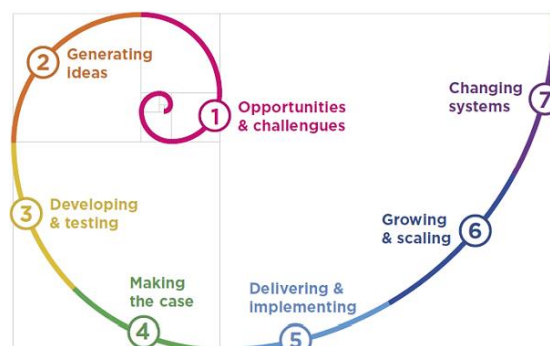 1
Opportunities
& challengues
2
Generating
ideas
3
Developing
& testing
4
Making
the case
5
Delivering &
implementing
6
Growing
& scaling
7
Changing
systems